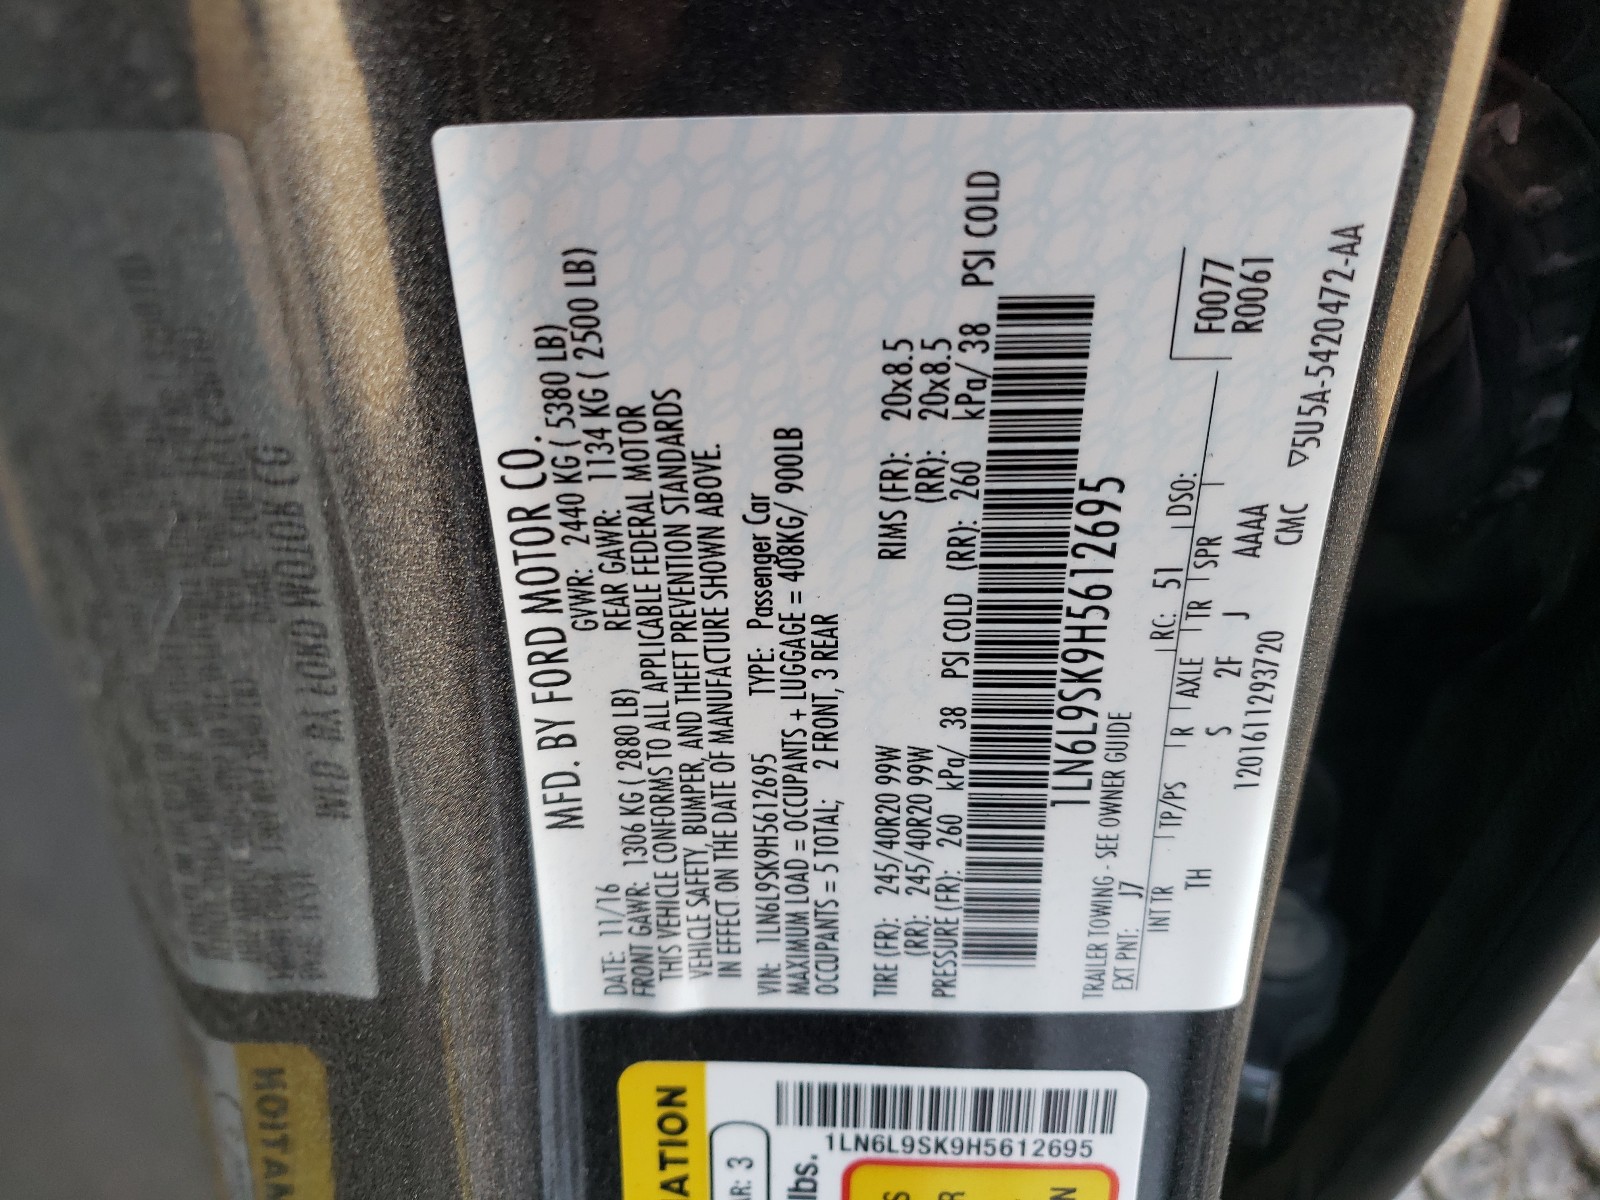 MFD. BY FORD MOTOR CO.
DATE: 11/16 GVWR: 2440 KG ( 5380 LB)
FRONT GAWR: 1306 KG ( 2880 LB) REAR GAWR: 1134 KG ( 2500 LB)
THIS VEHICLE CONFORMS TO ALL APPLICABLE FEDERAL MOTOR
VEHICLE SAFETY, BUMPER, AND THEFT PREVENTION STANDARDS
IN EFFECT ON THE DATE OF MANUFACTURE SHOWN ABOVE.
VIN: 1LN6L9SK9H5612695 TYPE: Passenger Car
MAXIMUM LOAD = OCCUPANTS + LUGGAGE = 408KG/ 900LB
OCCUPANTS = 5 TOTAL; 2 FRONT, 3 REAR
TIRE (FR): 245/40R20 99W RIMS (FR): 20x8.5
(RR): 245/40R20 99W (RR): 20x8.5
PRESSURE (FR): 260 kPa/ 38 PSI COLD (RR): 260 kPa/ 38 PSI COLD
1LN6L9SK9H5612695
TRAILER TOWING - SEE OWNER GUIDE
EXT PNT: J7 RC: 51 DSO: F0077
R0061
INT TR TP/PS R AXLE TR SPR
TH S 2F J AAAA
1201611293720 CMC
▽5U5A-5420472-AA
ATION
AR: 3
lbs.
1LN6L9SK9H5612695